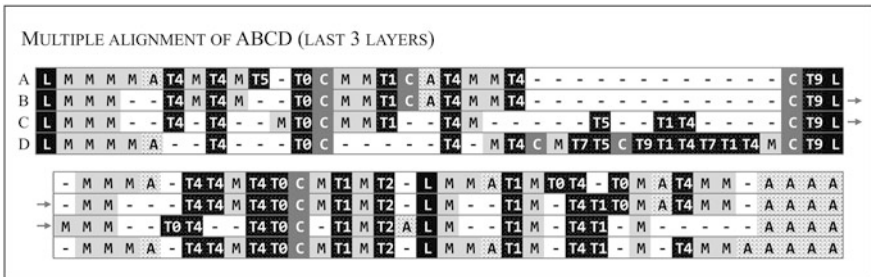 MULTIPLE ALIGNMENT OF ABCD (LAST 3 LAYERS)
A L M M M M A T4 M T4 M T5 - T0 C M M T1 C A T4 M M T4 - - - - - - - - - - - - C T9 L
B L M M M - - T4 M T4 M - - T0 C M M T1 C A T4 M M T4 - - - - - - - - - - - - C T9 L →
C L M M M - - T4 - T4 - - M T0 C M M T1 - - T4 M - - - - - T5 - - T1 T4 - - - - C T9 L →
D L M M M M A - - T4 - - - T0 C - - - - - T4 - M T4 C M T7 T5 C T9 T1 T4 T7 T1 T4 M C T9 L
- M M M A - T4 T4 M T4 T0 C M T1 M T2 - L M M A T1 M T0 T4 - T0 M A T4 M M - A A A A
→ - M M - - - T4 T4 M T4 T0 C M T1 M T2 - L M - - T1 M - T4 T1 T0 M A T4 M M - A A A A
→ M M M - - T0 T4 - - T4 T0 C - T1 M T2 A L M - - T1 M - T4 T1 - M - - - - - A A A A
- M M M A - T4 T4 M T4 T0 C M T1 M T2 - L M M A T1 M - T4 T1 - M - T4 M M A A A A A